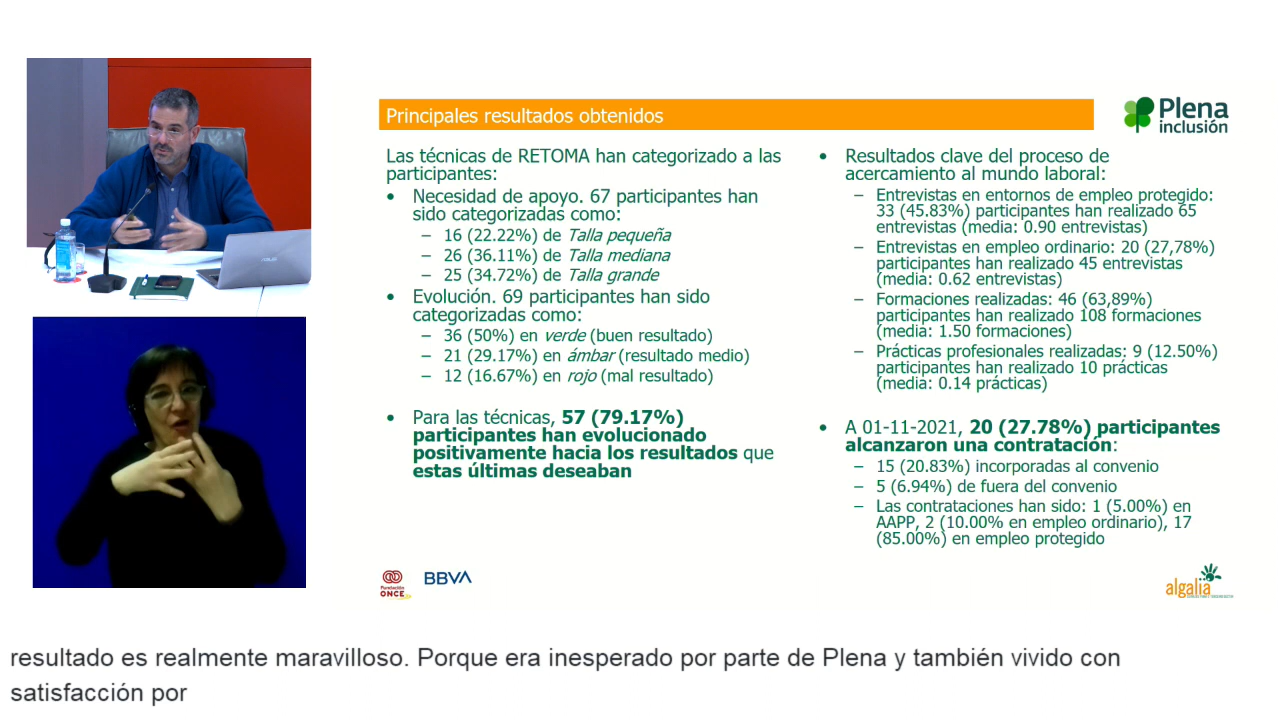 Principales resultados obtenidos
Plena
inclusión
Las técnicas de RETOMA han categorizado a las
participantes:
• Necesidad de apoyo. 67 participantes han
sido categorizadas como:
– 16 (22.22%) de Talla pequeña
– 26 (36.11%) de Talla mediana
– 25 (34.72%) de Talla grande
• Evolución. 69 participantes han sido
categorizadas como:
– 36 (50%) en verde (buen resultado)
– 21 (29.17%) en ámbar (resultado medio)
– 12 (16.67%) en rojo (mal resultado)
• Para las técnicas, 57 (79.17%)
participantes han evolucionado
positivamente hacia los resultados que
estas últimas deseaban
• Resultados clave del proceso de
acercamiento al mundo laboral:
– Entrevistas en entornos de empleo protegido:
33 (45.83%) participantes han realizado 65
entrevistas (media: 0.90 entrevistas)
– Entrevistas en empleo ordinario: 20 (27,78%)
participantes han realizado 45 entrevistas
(media: 0.62 entrevistas)
– Formaciones realizadas: 46 (63,89%)
participantes han realizado 108 formaciones
(media: 1.50 formaciones)
– Prácticas profesionales realizadas: 9 (12.50%)
participantes han realizado 10 prácticas
(media: 0.14 prácticas)
• A 01-11-2021, 20 (27.78%) participantes
alcanzaron una contratación:
– 15 (20.83%) incorporadas al convenio
– 5 (6.94%) de fuera del convenio
– Las contrataciones han sido: 1 (5.00%) en
AAPP, 2 (10.00% en empleo ordinario), 17
(85.00%) en empleo protegido
Fundación
ONCE
BBVA
algalia
resultado es realmente maravilloso. Porque era inesperado por parte de Plena y también vivido con
satisfacción por